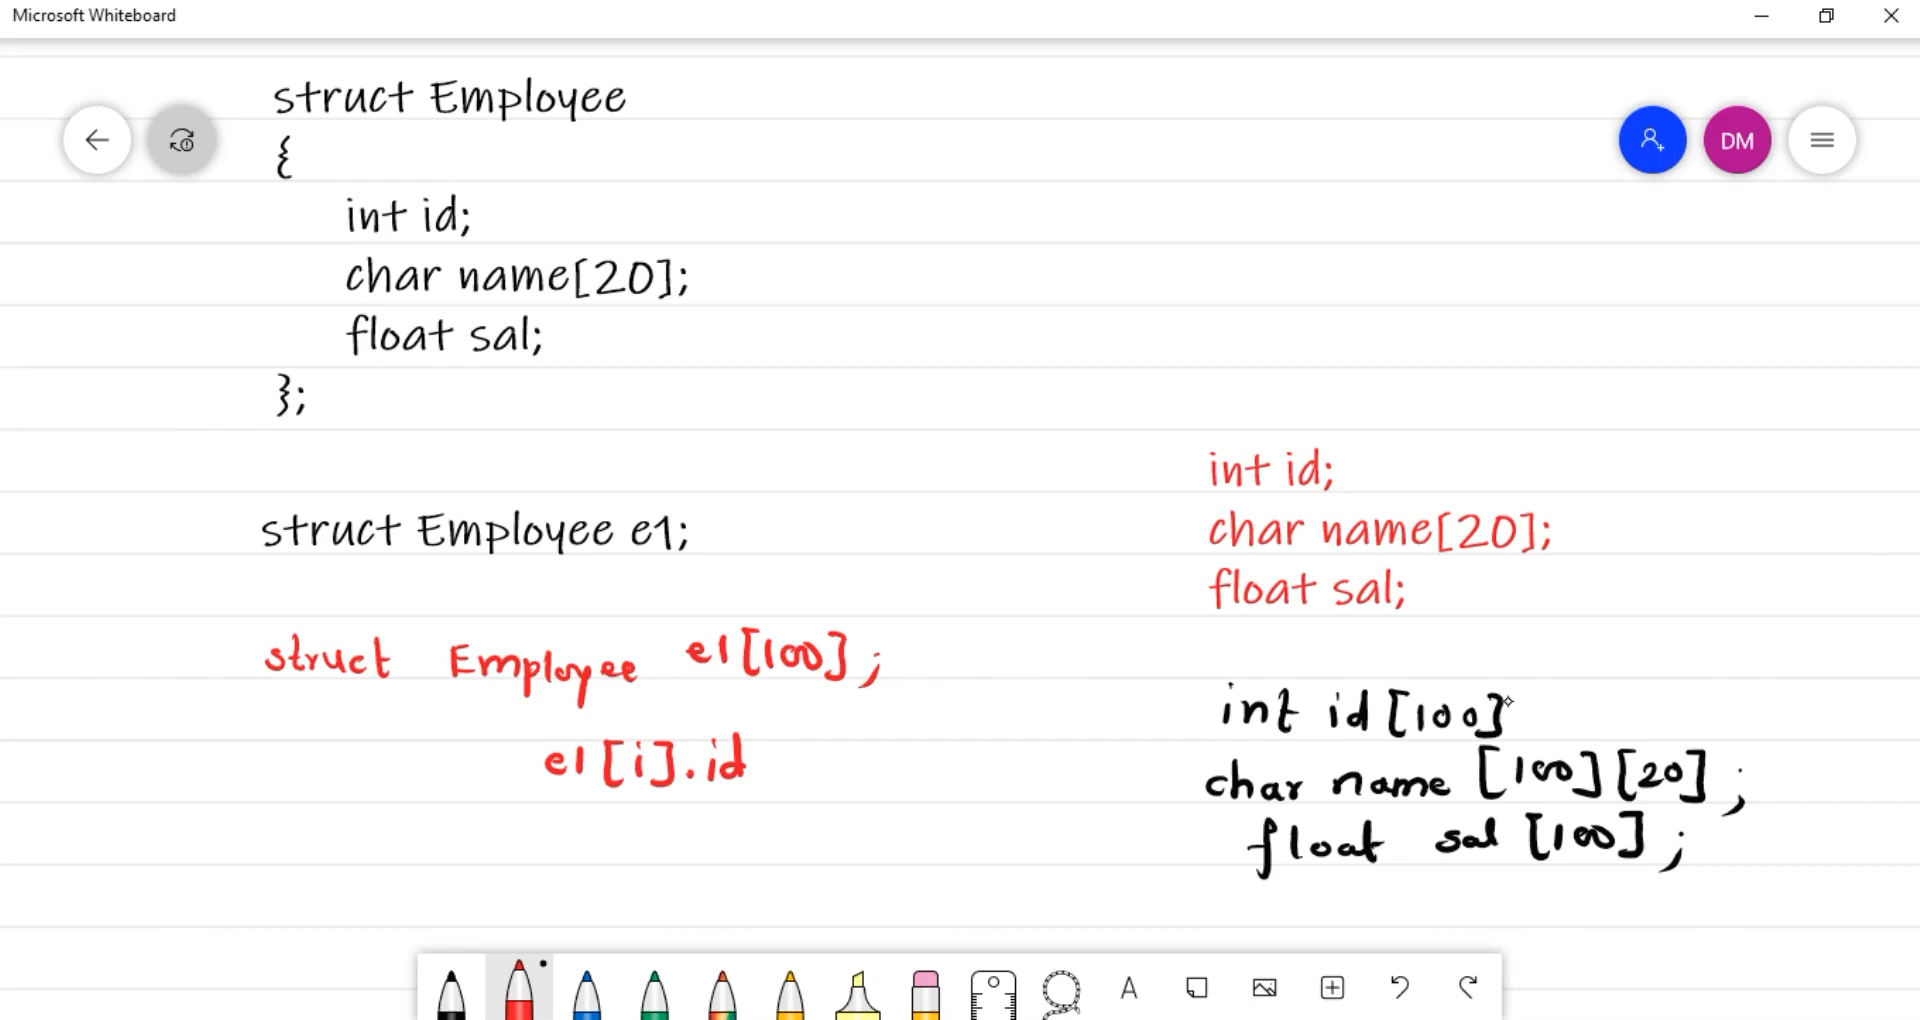 Microsoft Whiteboard
struct Employee
{
int id;
char name[20];
float sal;
};
struct Employee e1;
struct Employee e1[100];
e1[i].id
DM
int id;
char name[20];
float sal;
int id[100]
char name [100][20];
float sal [100];
A